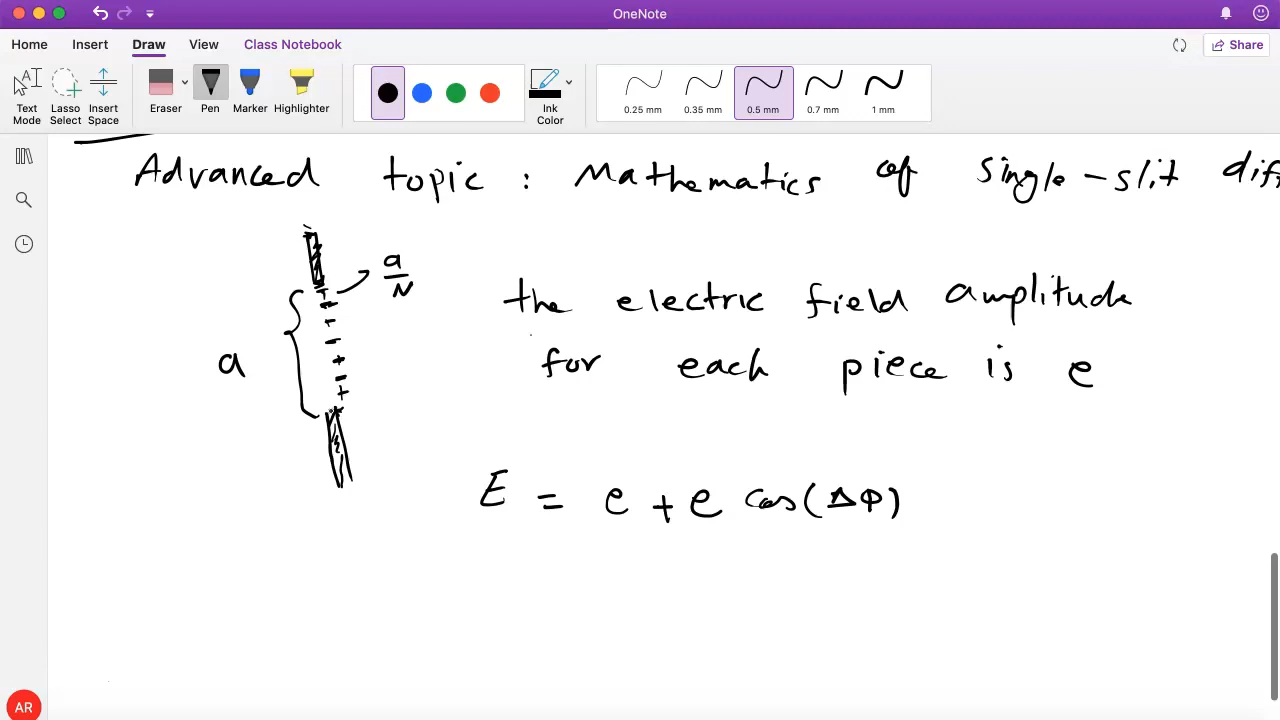 OneNote
Home Insert Draw View Class Notebook Share
Text Mode Lasso Select Insert Space Eraser Pen Marker Highlighter Ink Color 0.25 mm 0.35 mm 0.5 mm 0.7 mm 1 mm
Advanced topic : Mathematics of single-slit diff
a/N
the electric field amplitude
a for each piece is e
E = e + e cos(ΔΦ)
AR